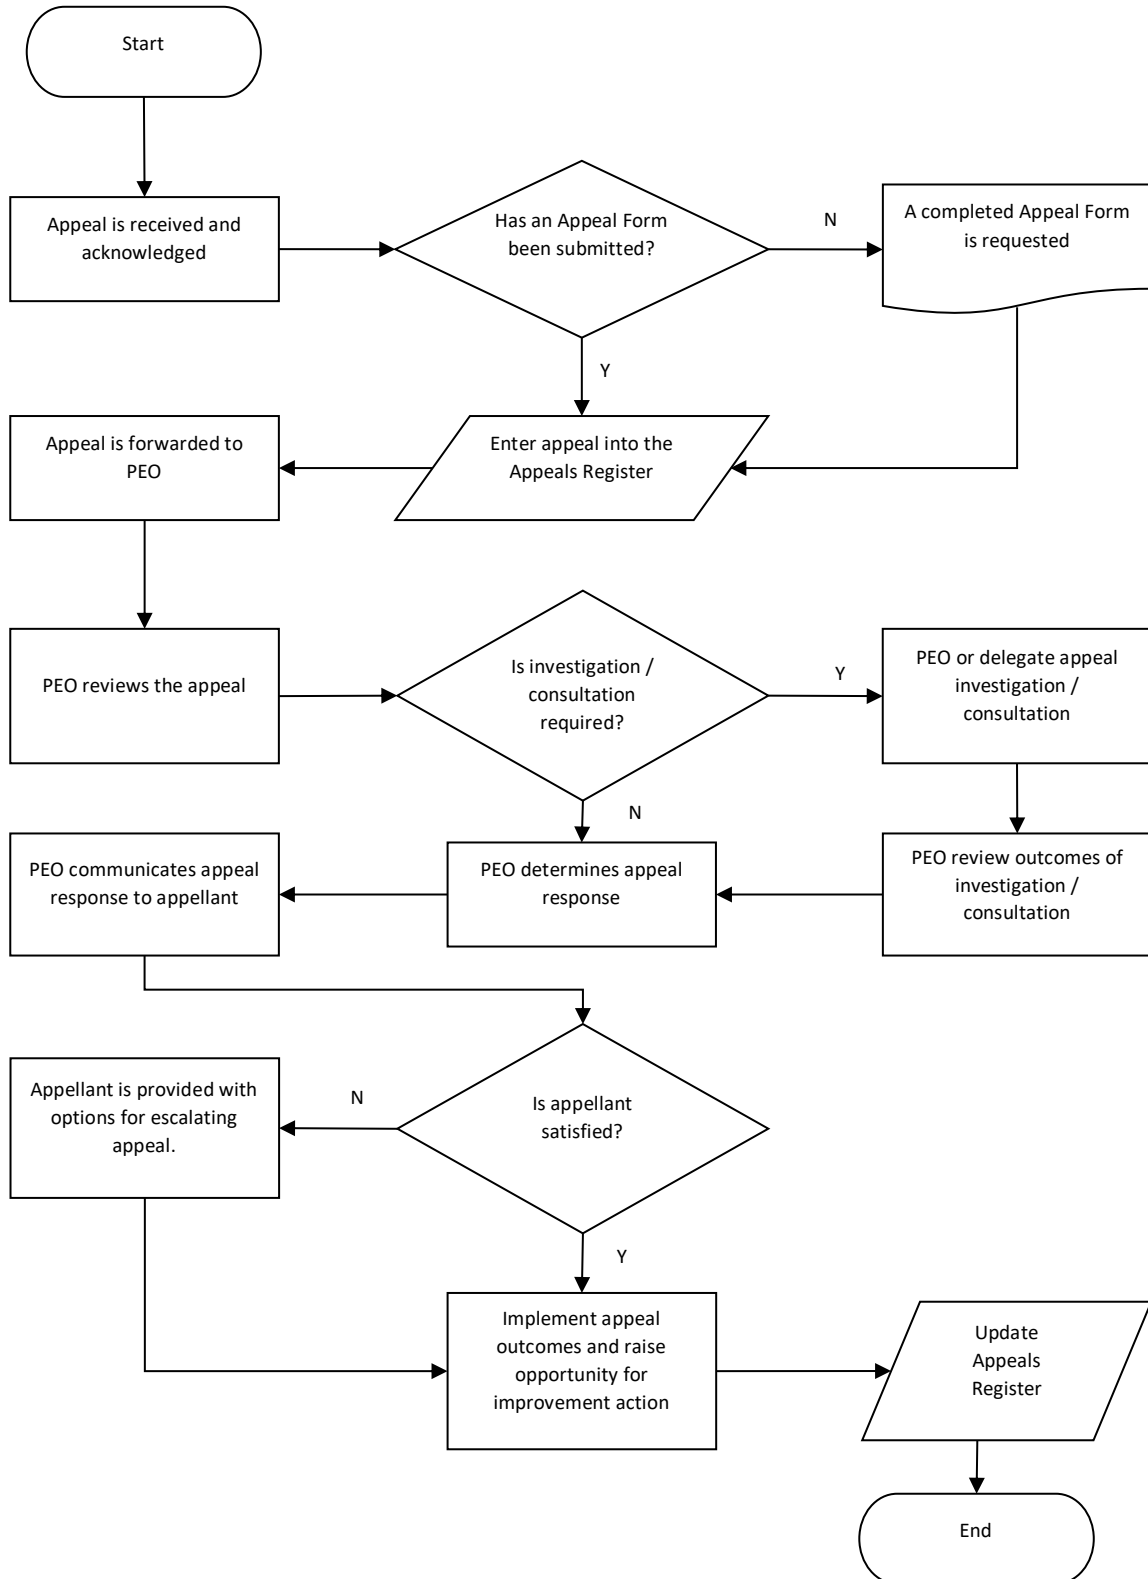 Start
Appeal is received and
acknowledged
Has an Appeal Form
been submitted?
N
A completed Appeal Form
is requested
Y
Appeal is forwarded to
PEO
Enter appeal into the
Appeals Register
PEO reviews the appeal
Is investigation /
consultation
required?
Y
PEO or delegate appeal
investigation /
consultation
N
PEO communicates appeal
response to appellant
PEO determines appeal
response
PEO review outcomes of
investigation /
consultation
Appellant is provided with
options for escalating
appeal.
N
Is appellant
satisfied?
Y
Implement appeal
outcomes and raise
opportunity for
improvement action
Update
Appeals
Register
End